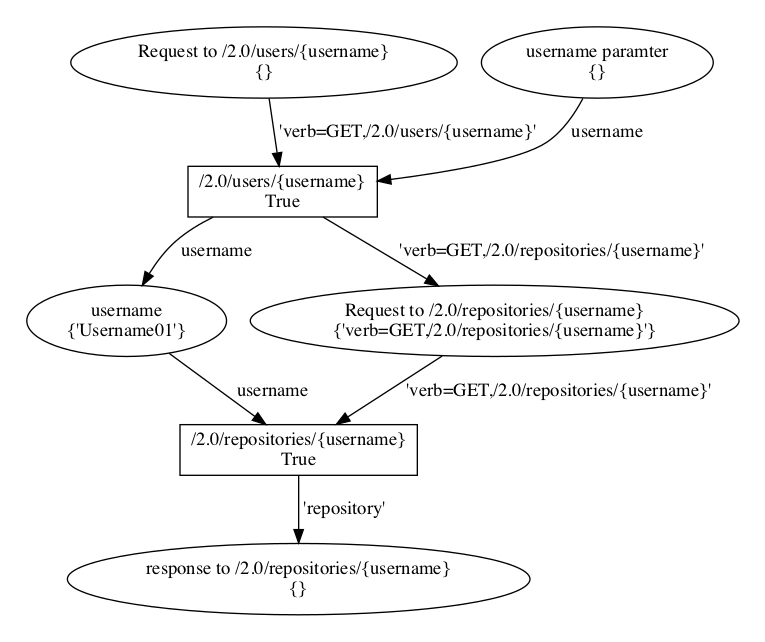 Request to /2.0/users/{username}
{}
username paramter
{}
'verb=GET,/2.0/users/{username}'
username
/2.0/users/{username}
True
username
'verb=GET,/2.0/repositories/{username}'
username
{'Username01'}
Request to /2.0/repositories/{username}
{'verb=GET,/2.0/repositories/{username}'}
username
'verb=GET,/2.0/repositories/{username}'
/2.0/repositories/{username}
True
'repository'
response to /2.0/repositories/{username}
{}